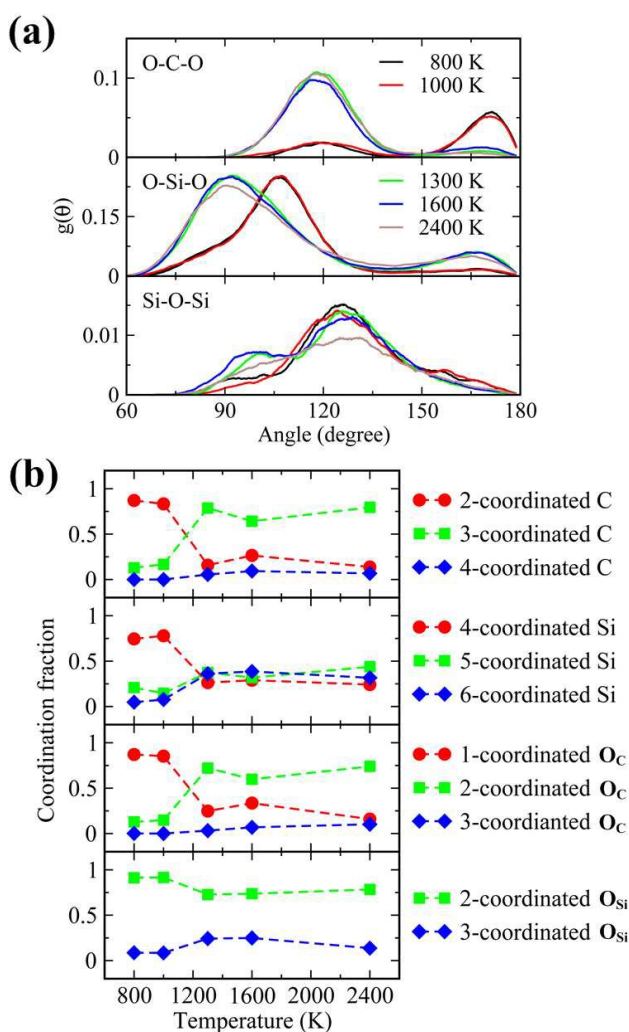 (a)
O-C-O
800 K
1000 K
0.1
0
O-Si-O
1300 K
1600 K
2400 K
0.15
0
g(θ)
Si-O-Si
0.01
0
60 90 120 150 180
Angle (degree)
(b)
1
0.5
0
2-coordinated C
3-coordinated C
4-coordinated C
1
0.5
0
4-coordinated Si
5-coordinated Si
6-coordinated Si
Coordination fraction
1
0.5
0
1-coordinated OC
2-coordinated OC
3-coordianted OC
1
0.5
0
2-coordinated OSi
3-coordinated OSi
800 1200 1600 2000 2400
Temperature (K)